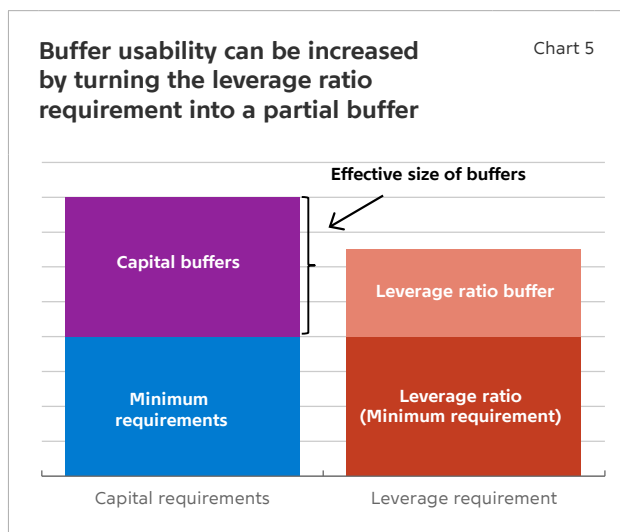 Buffer usability can be increased
by turning the leverage ratio
requirement into a partial buffer
Chart 5
Effective size of buffers
Capital buffers
Leverage ratio buffer
Minimum
requirements
Leverage ratio
(Minimum requirement)
Capital requirements
Leverage requirement